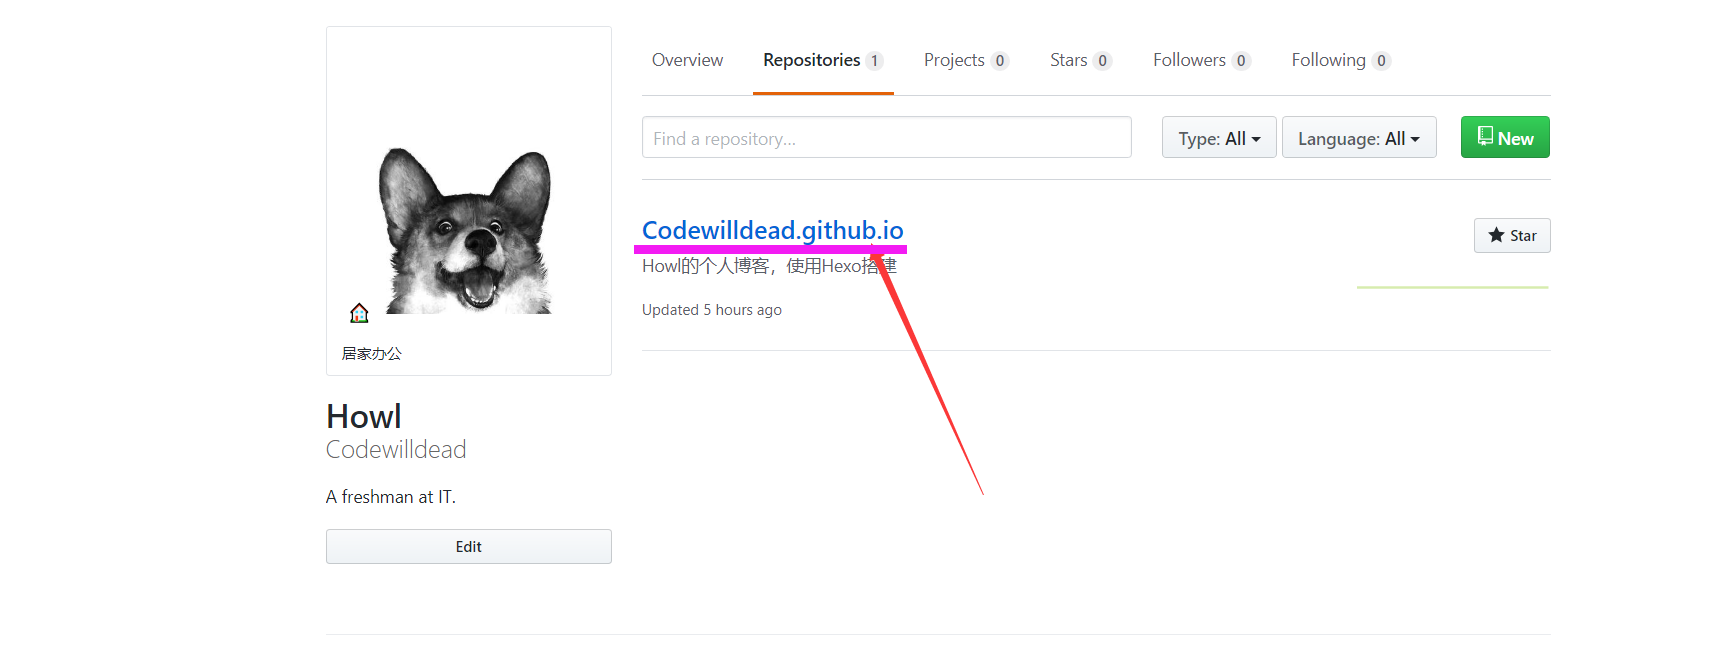 Overview Repositories 1 Projects 0 Stars 0 Followers 0 Following 0
Find a repository... Type: All Language: All New
Codewilldead.github.io Star
Howl的个人博客，使用Hexo搭建
Updated 5 hours ago
居家办公
Howl
Codewilldead
A freshman at IT.
Edit